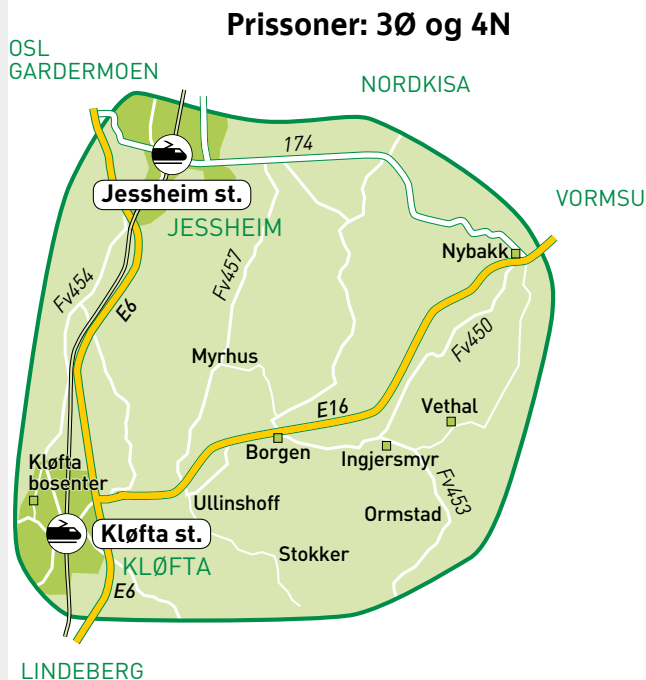 Prissoner: 3Ø og 4N
OSL
GARDERMOEN
NORDKISA
174
Jessheim st.
VORMSU
JESSHEIM
Nybakk
Fv457
Fv454
E6
Fv450
Myrhus
E16
Vethal
Borgen
Ingjersmyr
Kløfta
bosenter
Fv453
Ullinshoff
Ormstad
Kløfta st.
Stokker
KLØFTA
E6
LINDEBERG